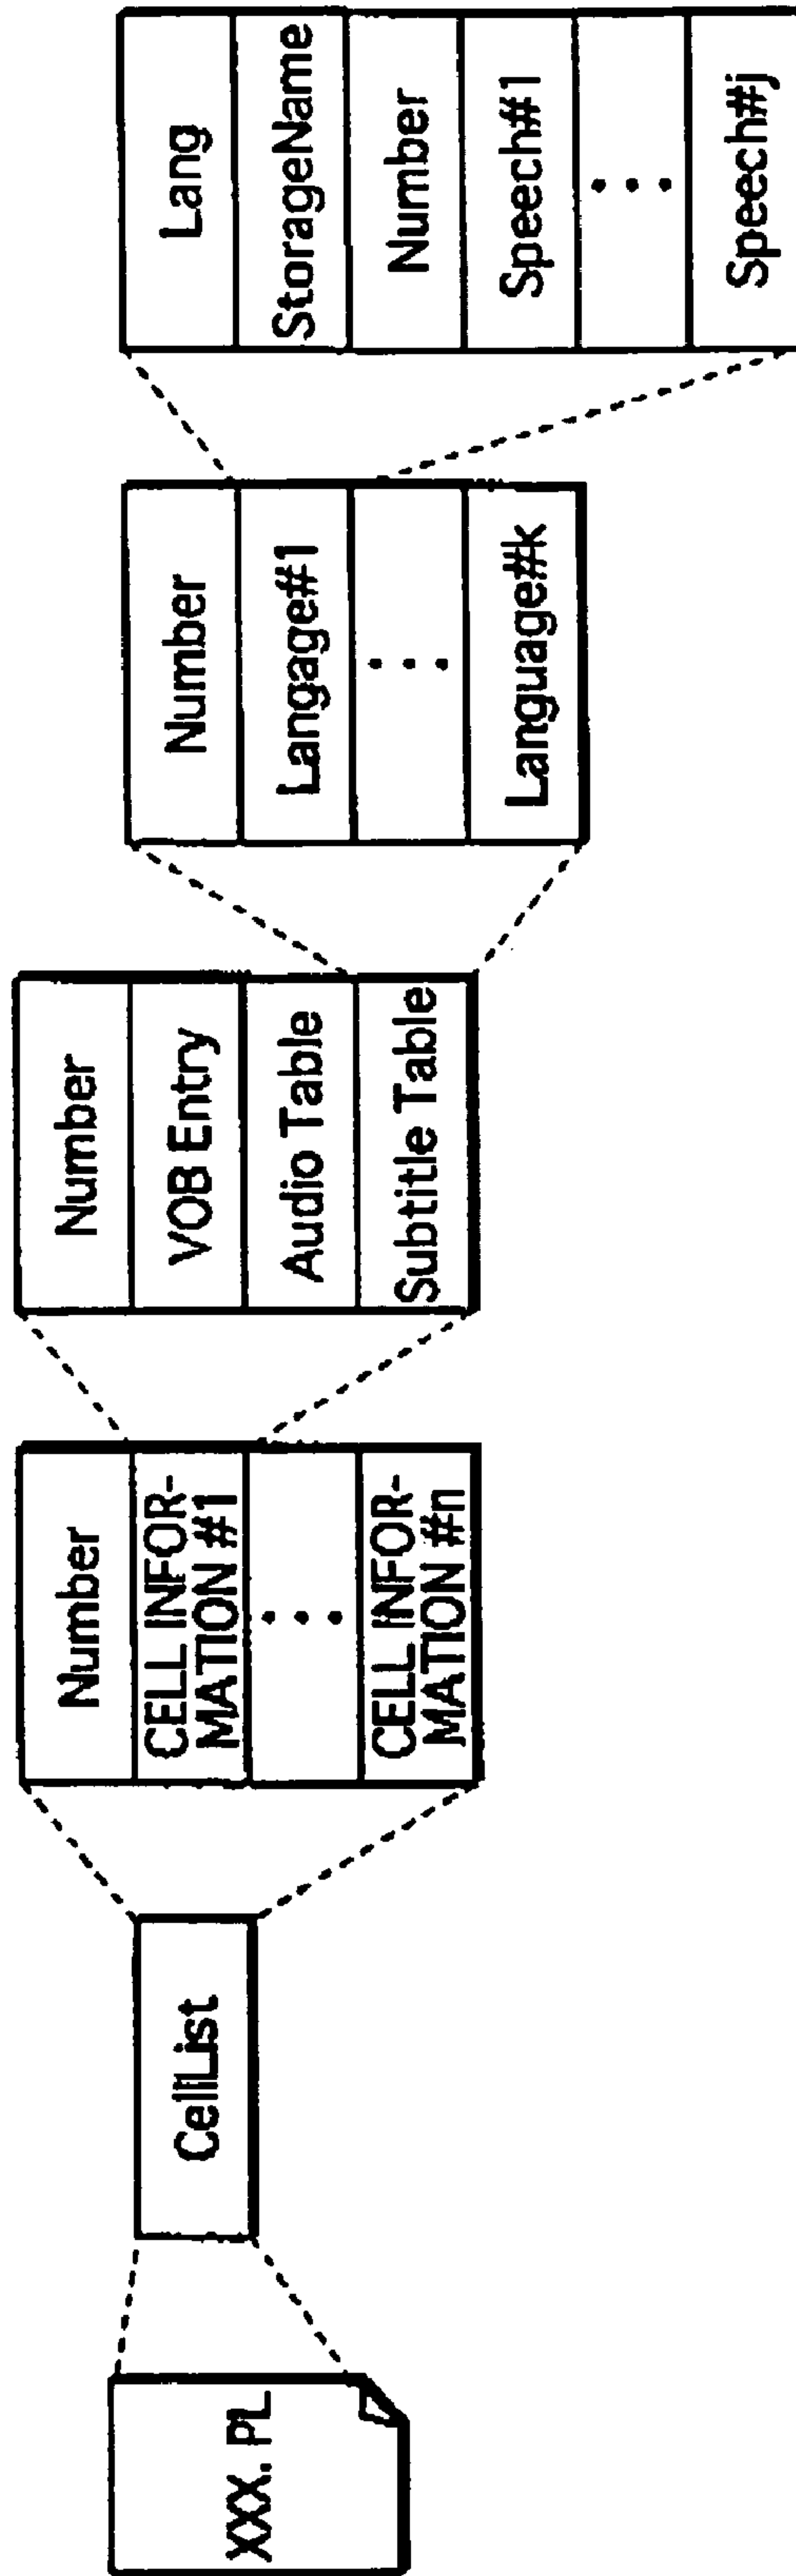 XXX. PL
CellList
Number
CELL INFOR-
MATION #1
...
CELL INFOR-
MATION #n
Number
VOB Entry
Audio Table
Subtitle Table
Number
Langage#1
...
Language#k
Lang
StorageName
Number
Speech#1
...
Speech#j